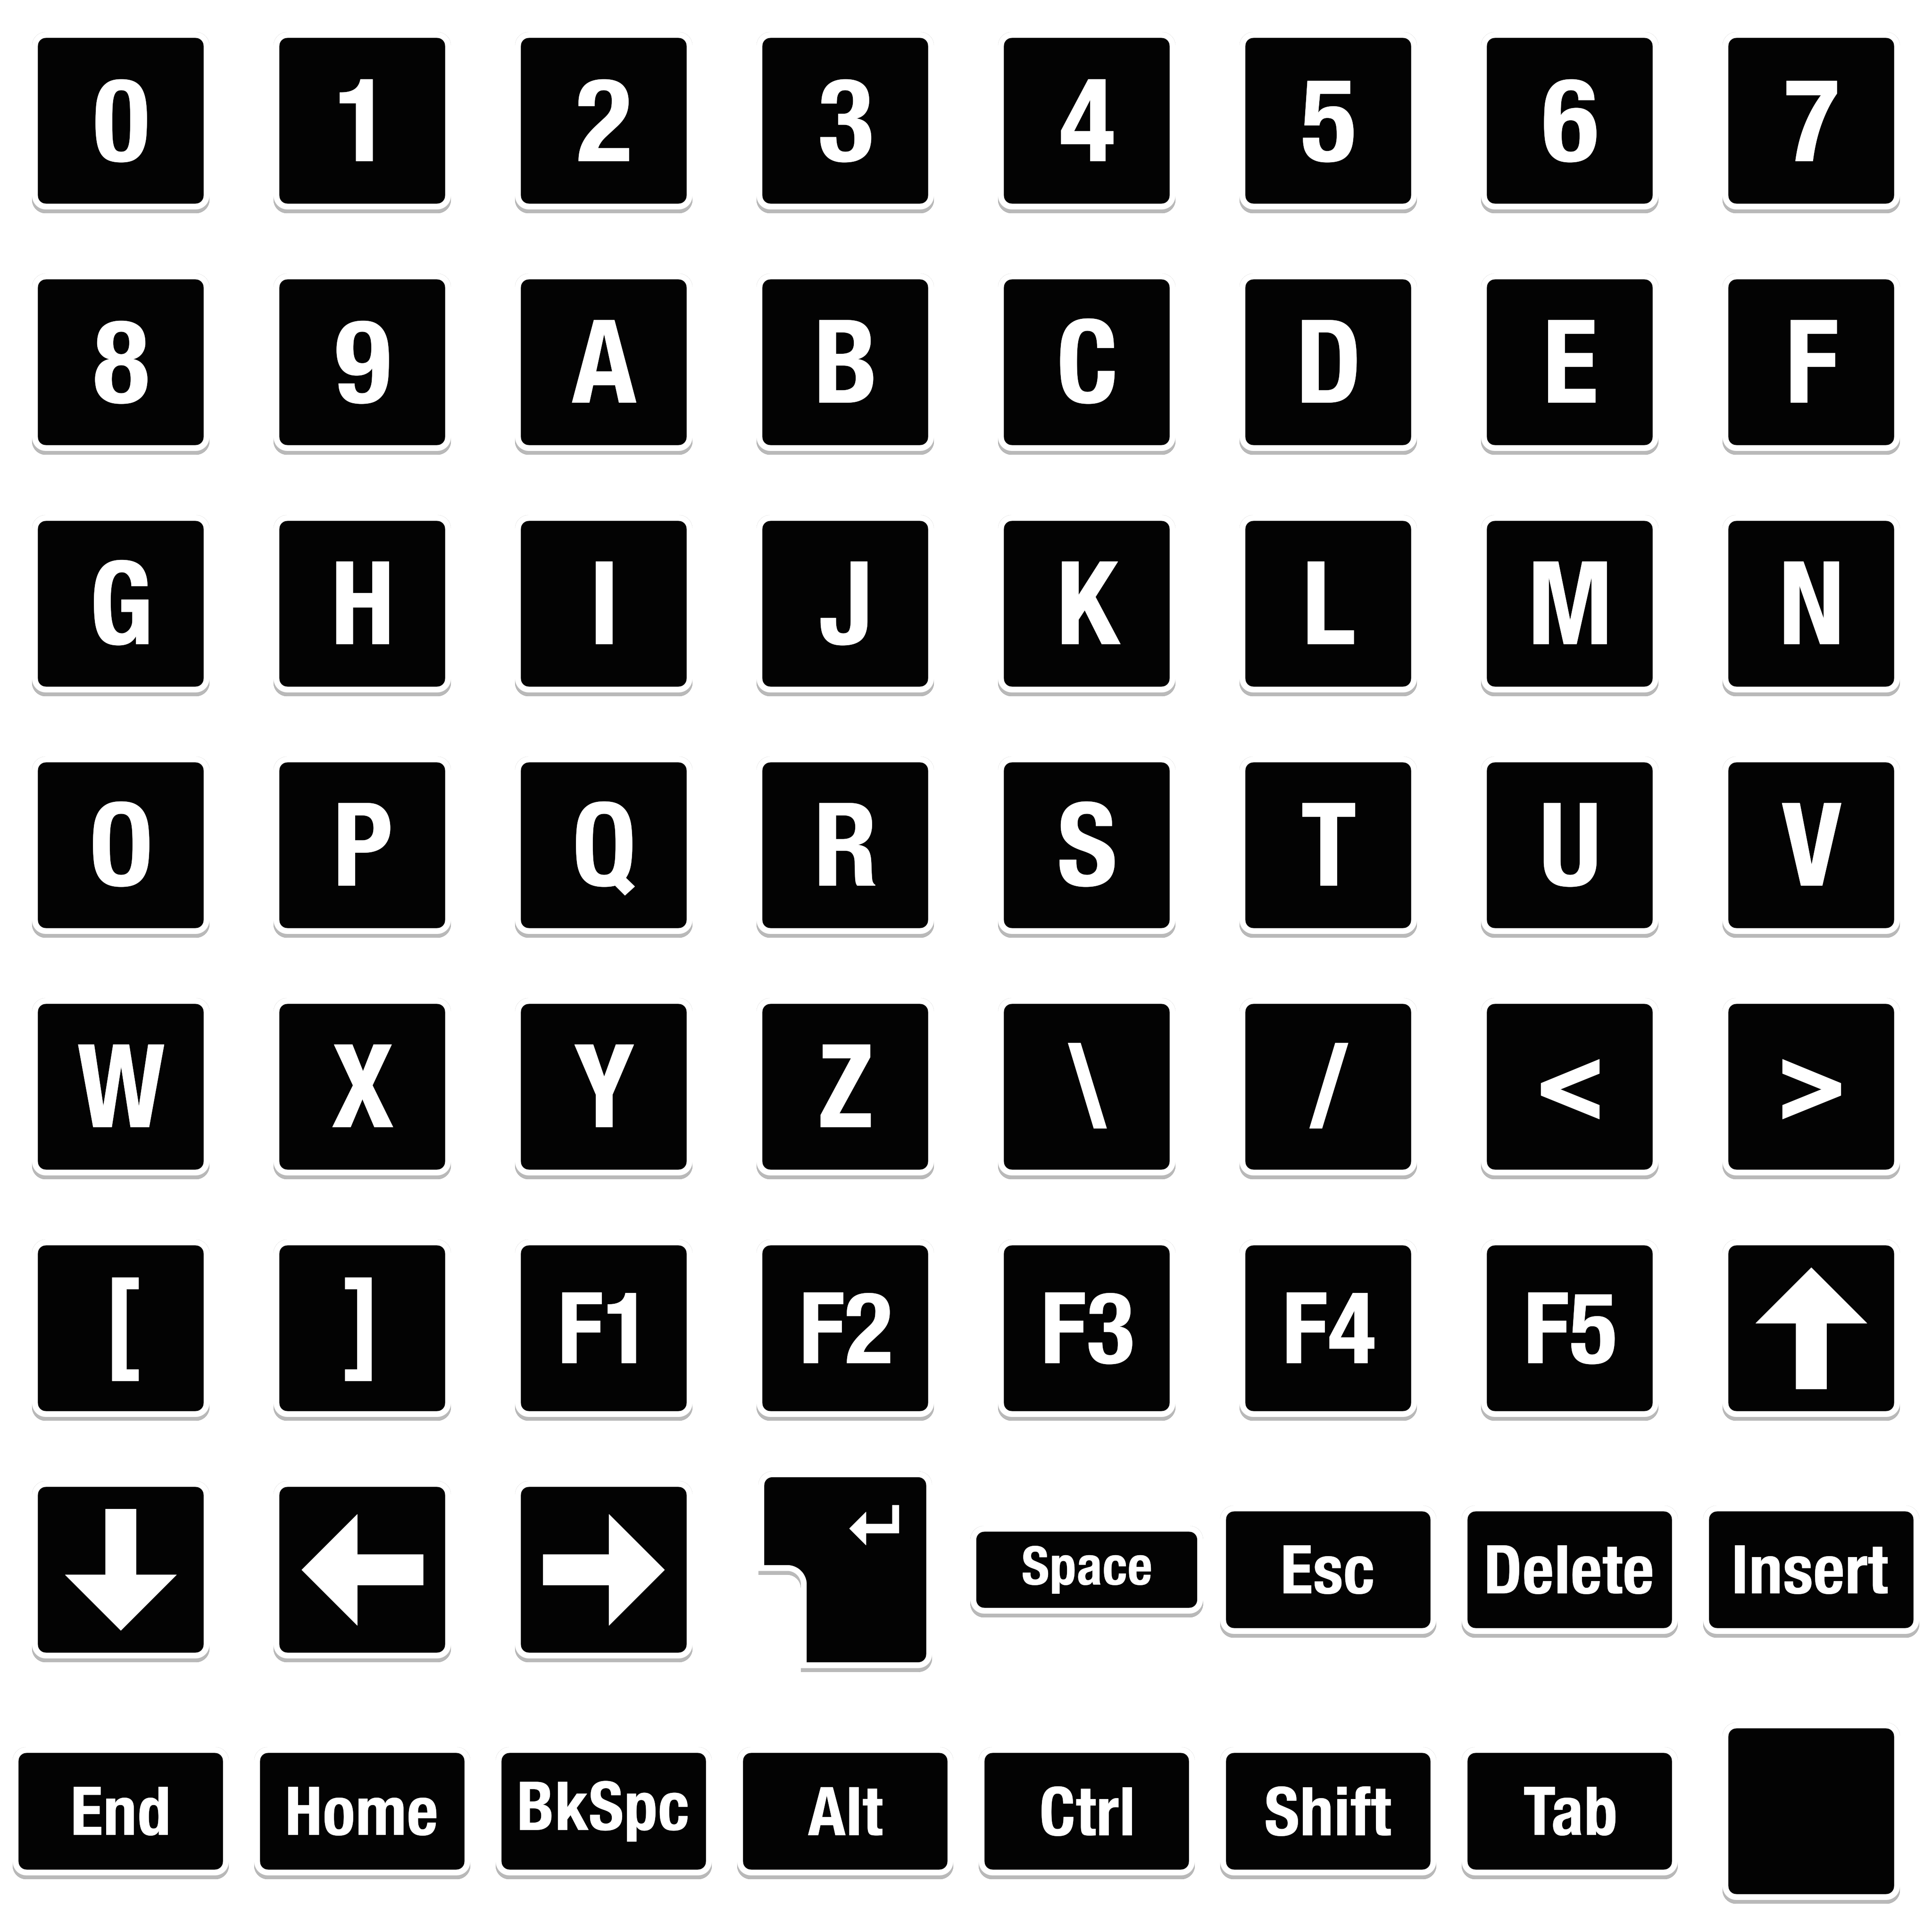 0 1 2 3 4 5 6 7
8 9 A B C D E F
G H I J K L M N
O P Q R S T U V
W X Y Z \ / < >
[ ] F1 F2 F3 F4 F5 ↑
↓ ← → ↵ Space Esc Delete Insert
End Home BkSpc Alt Ctrl Shift Tab